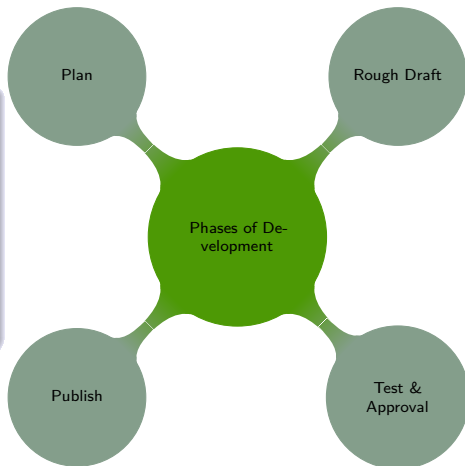 Plan
Rough Draft
Phases of De-
velopment
Publish
Test &
Approval